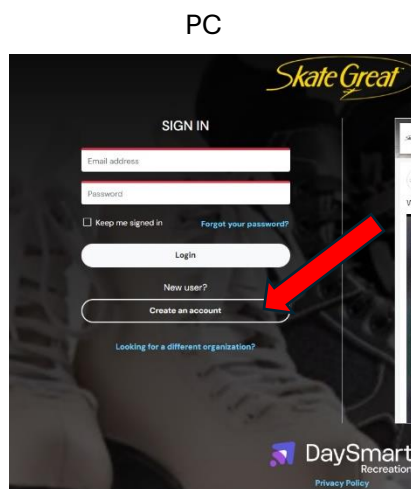 PC
Skate Great
SIGN IN
Email address
Password
Keep me signed in
Forgot your password?
Login
New user?
Create an account
Looking for a different organization?
DaySmart
Recreation
Privacy Policy